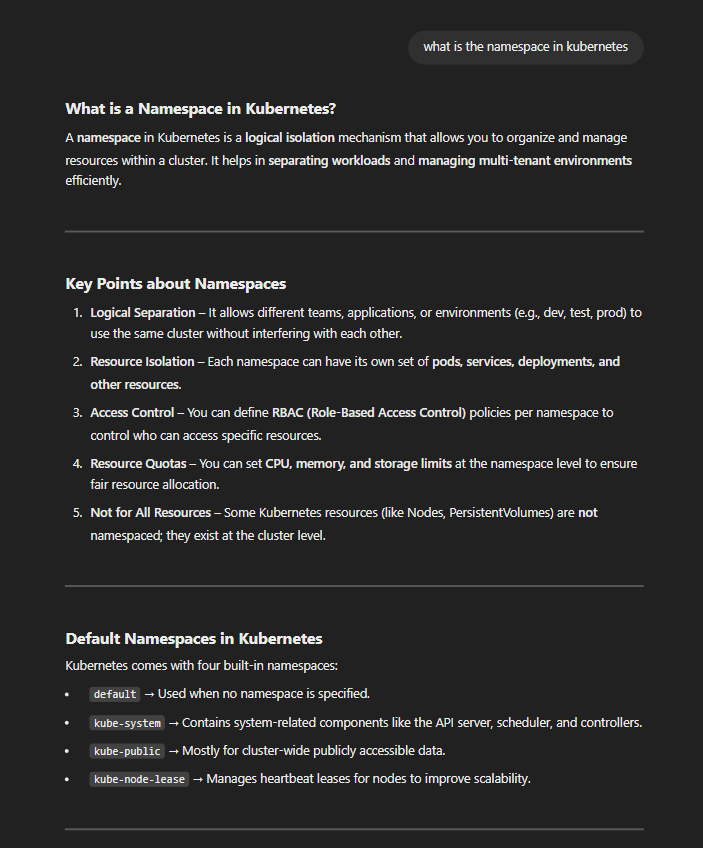 what is the namespace in kubernetes
What is a Namespace in Kubernetes?
A namespace in Kubernetes is a logical isolation mechanism that allows you to organize and manage
resources within a cluster. It helps in separating workloads and managing multi-tenant environments
efficiently.
Key Points about Namespaces
1. Logical Separation – It allows different teams, applications, or environments (e.g., dev, test, prod) to
use the same cluster without interfering with each other.
2. Resource Isolation – Each namespace can have its own set of pods, services, deployments, and
other resources.
3. Access Control – You can define RBAC (Role-Based Access Control) policies per namespace to
control who can access specific resources.
4. Resource Quotas – You can set CPU, memory, and storage limits at the namespace level to ensure
fair resource allocation.
5. Not for All Resources – Some Kubernetes resources (like Nodes, PersistentVolumes) are not
namespaced; they exist at the cluster level.
Default Namespaces in Kubernetes
Kubernetes comes with four built-in namespaces:
• default → Used when no namespace is specified.
• kube-system → Contains system-related components like the API server, scheduler, and controllers.
• kube-public → Mostly for cluster-wide publicly accessible data.
• kube-node-lease → Manages heartbeat leases for nodes to improve scalability.